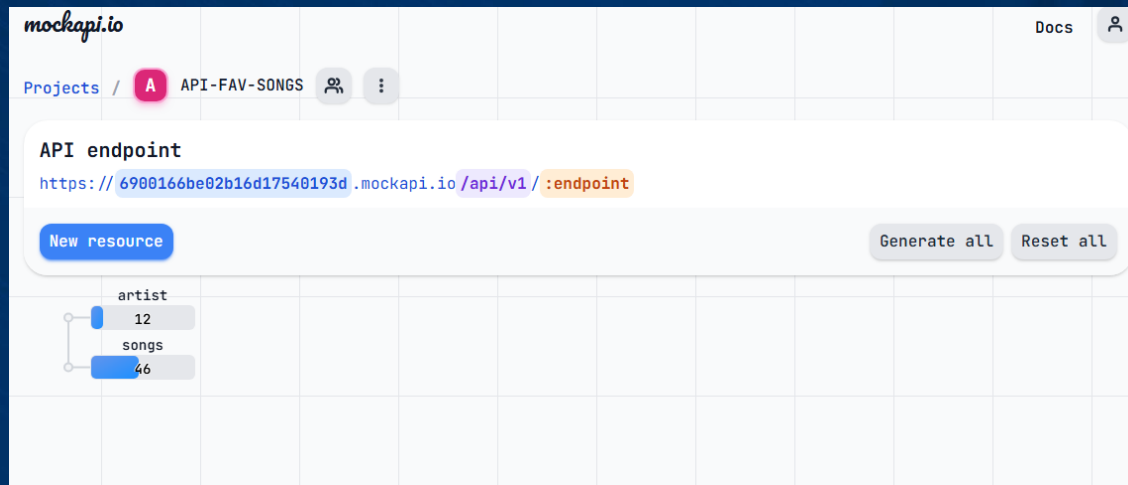 mockapi.io
Docs
Projects / A API-FAV-SONGS
API endpoint
https://6900166be02b16d17540193d.mockapi.io/api/v1/:endpoint
New resource
Generate all
Reset all
artist
12
songs
46